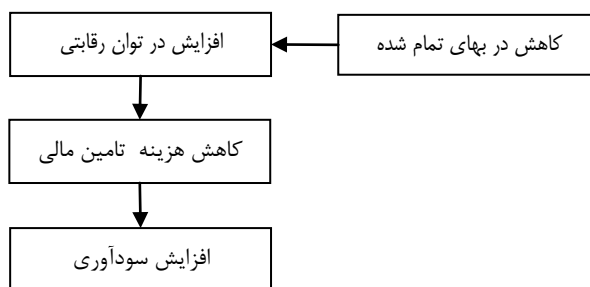 کاهش در بهای تمام شده
افزایش در توان رقابتی
کاهش هزینه تامین مالی
افزایش سودآوری